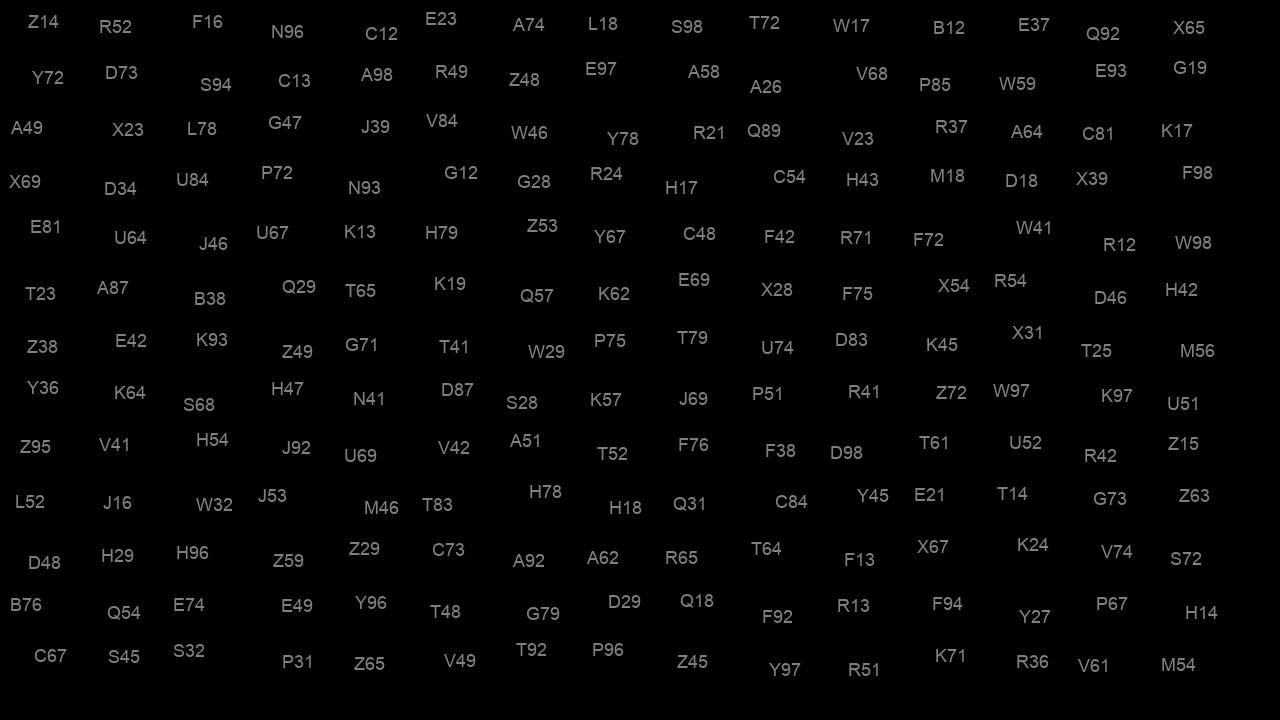 Z14 R52 F16 N96 C12 E23 A74 L18 S98 T72 W17 B12 E37 Q92 X65
Y72 D73 S94 C13 A98 R49 Z48 E97 A58 A26 V68 P85 W59 E93 G19
A49 X23 L78 G47 J39 V84 W46 Y78 R21 Q89 V23 R37 A64 C81 K17
X69 D34 U84 P72 N93 G12 G28 R24 H17 C54 H43 M18 D18 X39 F98
E81 U64 J46 U67 K13 H79 Z53 Y67 C48 F42 R71 F72 W41 R12 W98
T23 A87 B38 Q29 T65 K19 Q57 K62 E69 X28 F75 X54 R54 D46 H42
Z38 E42 K93 Z49 G71 T41 W29 P75 T79 U74 D83 K45 X31 T25 M56
Y36 K64 S68 H47 N41 D87 S28 K57 J69 P51 R41 Z72 W97 K97 U51
Z95 V41 H54 J92 U69 V42 A51 T52 F76 F38 D98 T61 U52 R42 Z15
L52 J16 W32 J53 M46 T83 H78 H18 Q31 C84 Y45 E21 T14 G73 Z63
D48 H29 H96 Z59 Z29 C73 A92 A62 R65 T64 F13 X67 K24 V74 S72
B76 Q54 E74 E49 Y96 T48 G79 D29 Q18 F92 R13 F94 Y27 P67 H14
C67 S45 S32 P31 Z65 V49 T92 P96 Z45 Y97 R51 K71 R36 V61 M54